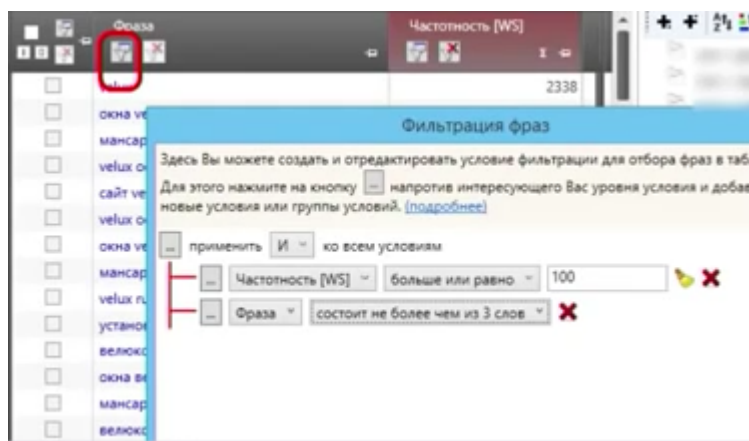 Фраза
Частотность [WS]
velux
2338
окна ve
мансар
velux о
сайт ve
velux о
окна ve
мансар
velux ru
установ
велюкс
окна ве
мансар
велюкс
Фильтрация фраз
Здесь Вы можете создать и отредактировать условие фильтрации для отбора фраз в таб
Для этого нажмите на кнопку ... напротив интересующего Вас уровня условия и добав
новые условия или группы условий. (подробнее)
... применить И ко всем условиям
... Частотность [WS] больше или равно 100
... Фраза состоит не более чем из 3 слов